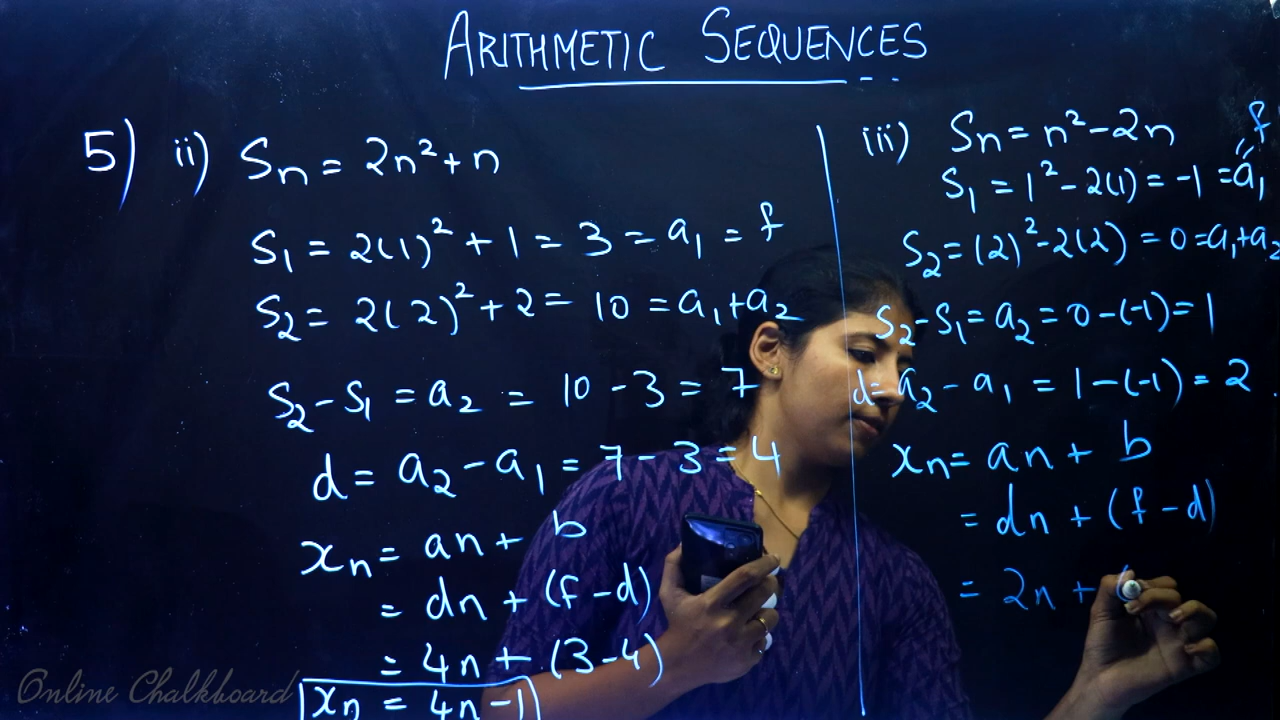 ARITHMETIC SEQUENCES
5) ii) Sn = 2n² + n
S₁ = 2(1)² + 1 = 3 = a₁ = f
S₂ = 2(2)² + 2 = 10 = a₁+a₂
S₂ - S₁ = a₂ = 10 - 3 = 7
d = a₂ - a₁ = 7 - 3 = 4
xn = an + b
= dn + (f - d)
= 4n + (3-4)
xn = 4n - 1
iii) Sn = n² - 2n
f
"
S₁ = 1² - 2(1) = -1 = a₁
S₂ = (2)² - 2(2) = 0 = a₁+a₂
S₂ - S₁ = a₂ = 0 - (-1) = 1
d = a₂ - a₁ = 1 - (-1) = 2
xn = an + b
= dn + (f - d)
= 2n + (
Online Chalkboard